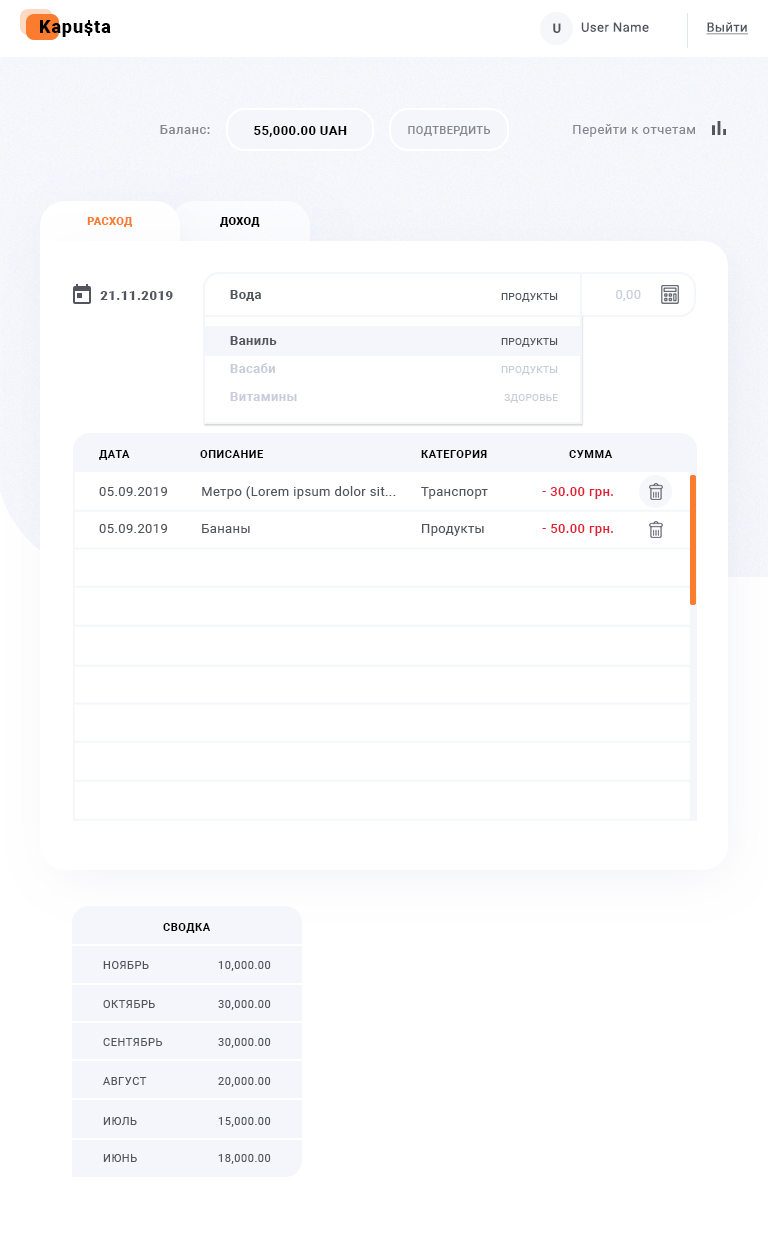 Kapu$ta
U User Name Выйти
Баланс: 55,000.00 UAH ПОДТВЕРДИТЬ Перейти к отчетам
РАСХОД ДОХОД
21.11.2019 Вода ПРОДУКТЫ 0,00
Ваниль ПРОДУКТЫ
Васаби ПРОДУКТЫ
Витамины ЗДОРОВЬЕ
ДАТА ОПИСАНИЕ КАТЕГОРИЯ СУММА
05.09.2019 Метро (Lorem ipsum dolor sit... Транспорт - 30.00 грн.
05.09.2019 Бананы Продукты - 50.00 грн.
СВОДКА
НОЯБРЬ 10,000.00
ОКТЯБРЬ 30,000.00
СЕНТЯБРЬ 30,000.00
АВГУСТ 20,000.00
ИЮЛЬ 15,000.00
ИЮНЬ 18,000.00